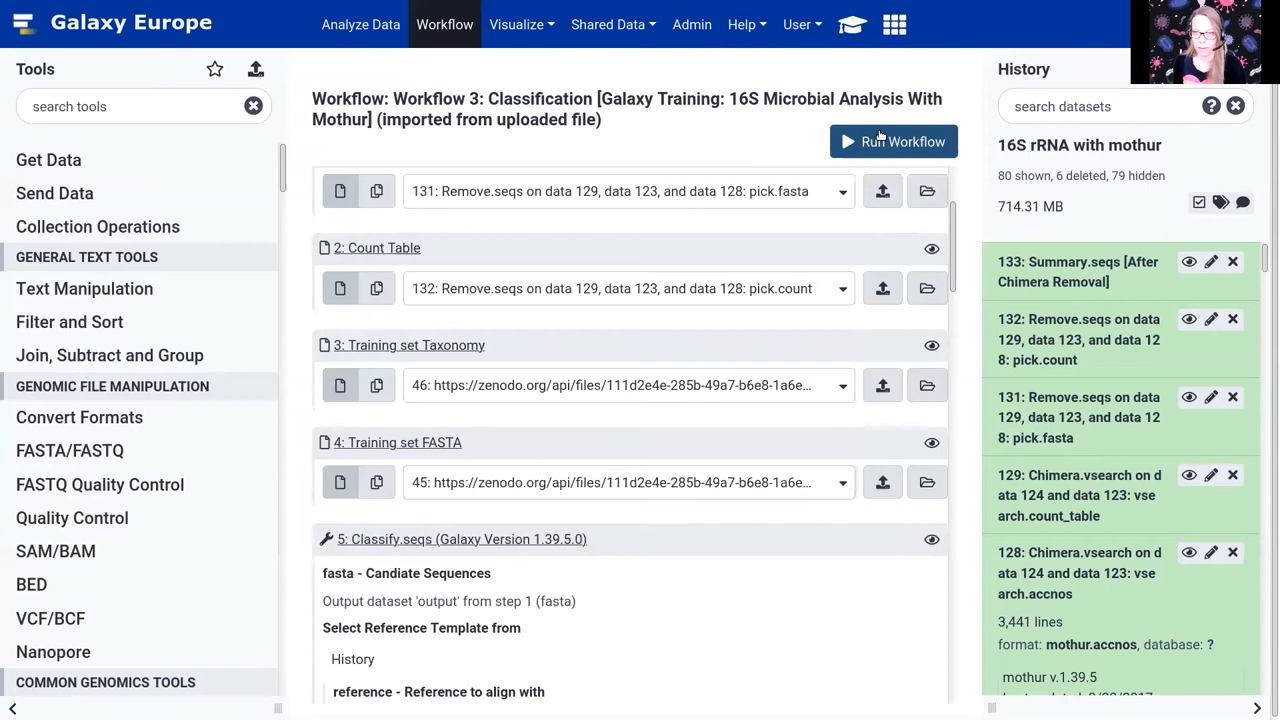 Galaxy Europe
Analyze Data
Workflow
Visualize
Shared Data
Admin
Help
User
Tools
search tools
Get Data
Send Data
Collection Operations
GENERAL TEXT TOOLS
Text Manipulation
Filter and Sort
Join, Subtract and Group
GENOMIC FILE MANIPULATION
Convert Formats
FASTA/FASTQ
FASTQ Quality Control
Quality Control
SAM/BAM
BED
VCF/BCF
Nanopore
COMMON GENOMICS TOOLS
Workflow: Workflow 3: Classification [Galaxy Training: 16S Microbial Analysis With
Mothur] (imported from uploaded file)
Run Workflow
131: Remove.seqs on data 129, data 123, and data 128: pick.fasta
2: Count Table
132: Remove.seqs on data 129, data 123, and data 128: pick.count
3: Training set Taxonomy
46: https://zenodo.org/api/files/111d2e4e-285b-49a7-b6e8-1a6e...
4: Training set FASTA
45: https://zenodo.org/api/files/111d2e4e-285b-49a7-b6e8-1a6e...
5: Classify.seqs (Galaxy Version 1.39.5.0)
fasta - Candiate Sequences
Output dataset 'output' from step 1 (fasta)
Select Reference Template from
History
reference - Reference to align with
History
search datasets
16S rRNA with mothur
80 shown, 6 deleted, 79 hidden
714.31 MB
133: Summary.seqs [After
Chimera Removal]
132: Remove.seqs on data
129, data 123, and data 12
8: pick.count
131: Remove.seqs on data
129, data 123, and data 12
8: pick.fasta
129: Chimera.vsearch on d
ata 124 and data 123: vse
arch.count_table
128: Chimera.vsearch on d
ata 124 and data 123: vse
arch.accnos
3,441 lines
format: mothur.accnos, database: ?
mothur v.1.39.5